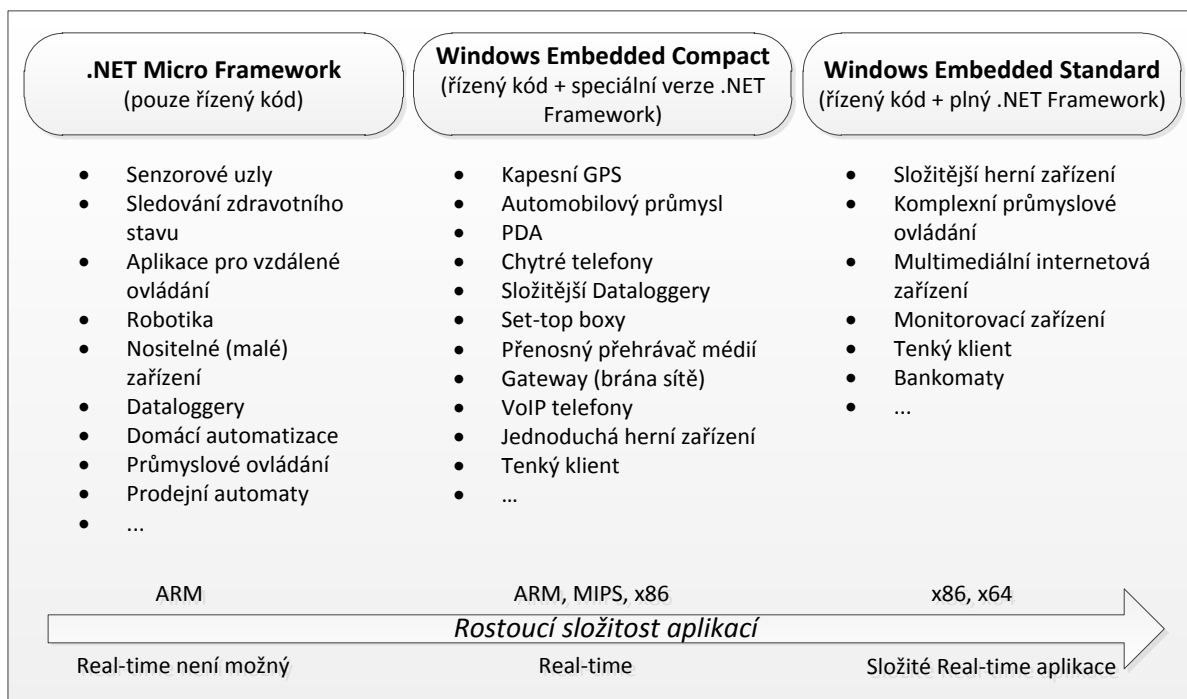 .NET Micro Framework
(pouze řízený kód)
• Senzorové uzly
• Sledování zdravotního
stavu
• Aplikace pro vzdálené
ovládání
• Robotika
• Nositelné (malé)
zařízení
• Dataloggery
• Domácí automatizace
• Průmyslové ovládání
• Prodejní automaty
• ...
Windows Embedded Compact
(řízený kód + speciální verze .NET
Framework)
• Kapesní GPS
• Automobilový průmysl
• PDA
• Chytré telefony
• Složitější Dataloggery
• Set-top boxy
• Přenosný přehrávač médií
• Gateway (brána sítě)
• VoIP telefony
• Jednoduchá herní zařízení
• Tenký klient
• …
Windows Embedded Standard
(řízený kód + plný .NET Framework)
• Složitější herní zařízení
• Komplexní průmyslové
ovládání
• Multimediální internetová
zařízení
• Monitorovací zařízení
• Tenký klient
• Bankomaty
• ...
ARM
ARM, MIPS, x86
x86, x64
Rostoucí složitost aplikací
Real-time není možný
Real-time
Složité Real-time aplikace